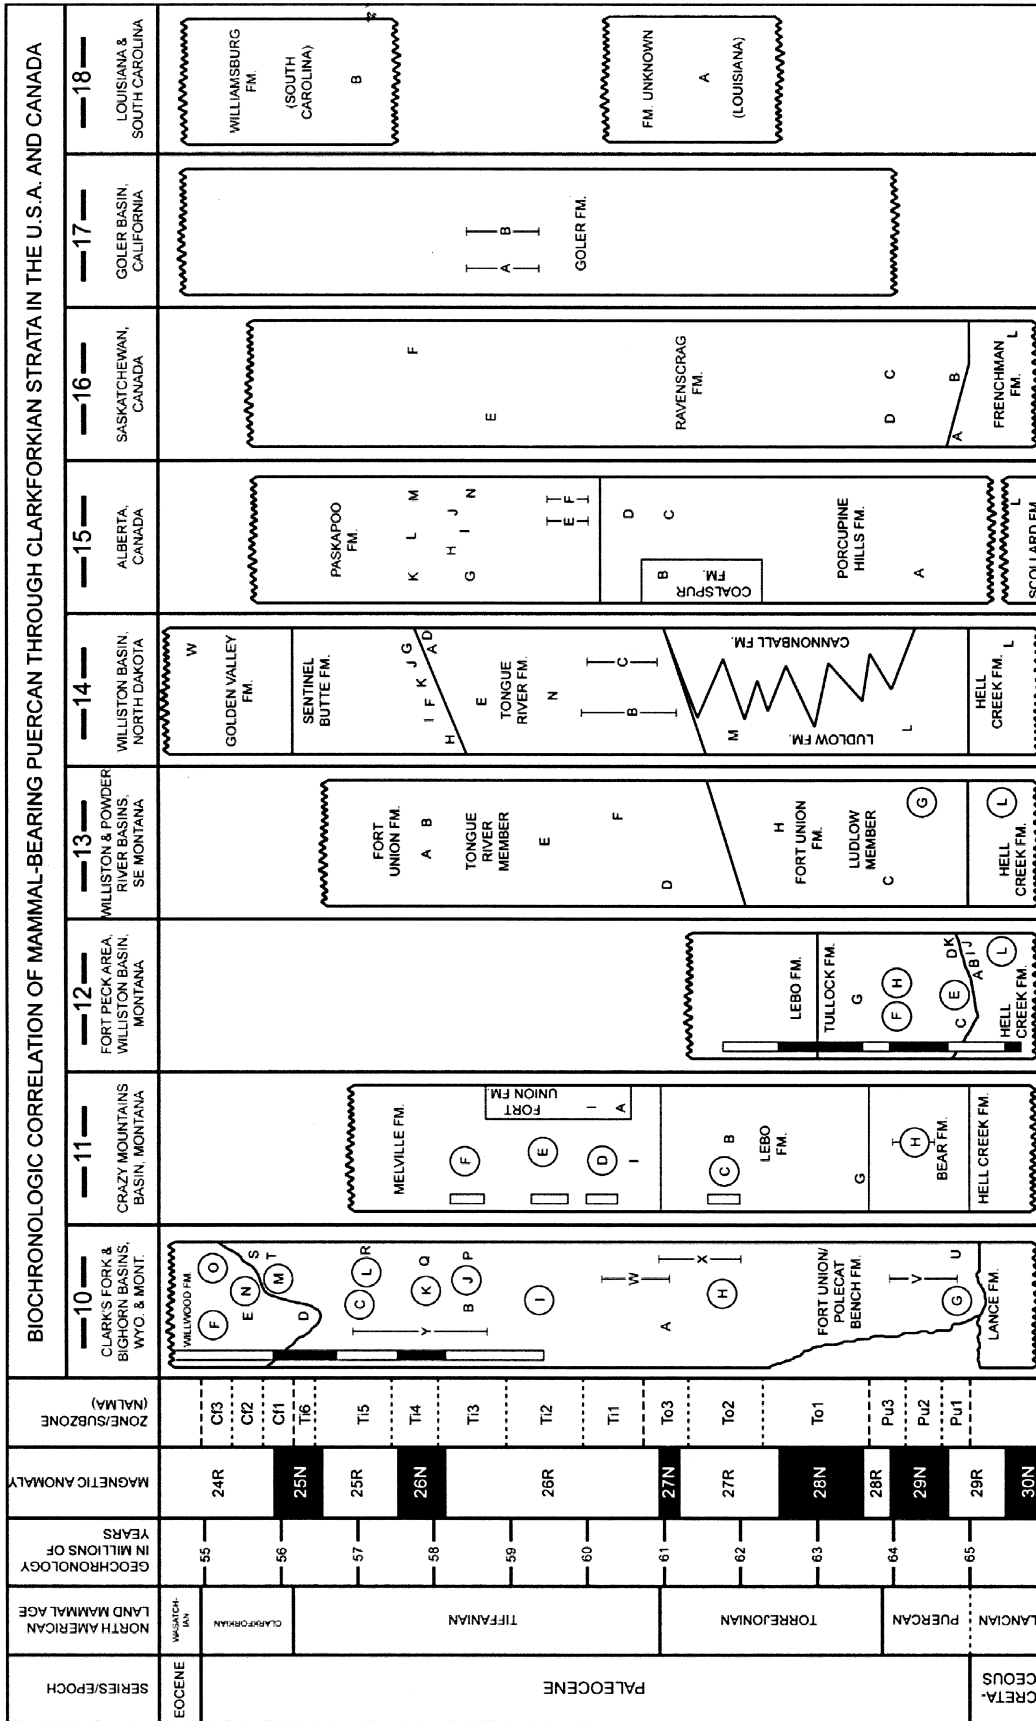 BIOCHRONOLOGIC CORRELATION OF MAMMAL-BEARING PUERCAN THROUGH CLARKFORKIAN STRATA IN THE U.S.A. AND CANADA
SERIES/EPOCH
NORTH AMERICAN
LAND MAMMAL AGE
GEOCHRONOLOGY
IN MILLIONS OF
YEARS
MAGNETIC ANOMALY
ZONE/SUBZONE
(NALMA)
10
CLARK'S FORK &
BIGHORN BASINS,
WYO. & MONT.
11
CRAZY MOUNTAINS
BASIN, MONTANA
12
FORT PECK AREA,
WILLISTON BASIN,
MONTANA
13
WILLISTON & POWDER
RIVER BASINS,
SE MONTANA
14
WILLISTON BASIN,
NORTH DAKOTA
15
ALBERTA,
CANADA
16
SASKATCHEWAN,
CANADA
17
GOLER BASIN,
CALIFORNIA
18
LOUISIANA &
SOUTH CAROLINA
EOCENE
PALEOCENE
CRETA-
CEOUS
WASATCH-
IAN
CLARKFORKIAN
TIFFANIAN
TORREJONIAN
PUERCAN
LANCIAN
55
56
57
58
59
60
61
62
63
64
65
24R
25N
25R
26N
26R
27N
27R
28N
28R
29N
29R
30N
Cf3
Cf2
Cf1
Ti6
Ti5
Ti4
Ti3
Ti2
Ti1
To3
To2
To1
Pu3
Pu2
Pu1
WILLWOOD FM.
F
O
E
N
S
D
M
T
C
L
R
Y
K
Q
B
J
P
I
W
A
X
H
FORT UNION/
POLECAT
BENCH FM.
V
G
U
LANCE FM.
MELVILLE FM.
F
FORT
UNION FM.
E
I
A
D
I
C
B
LEBO
FM.
G
H
BEAR FM.
HELL CREEK FM.
LEBO FM.
TULLOCK FM.
G
F
H
C
E
D
K
A
B
I
J
L
HELL
CREEK FM.
FORT
UNION FM.
A
B
TONGUE
RIVER
MEMBER
E
F
D
H
FORT UNION
FM.
LUDLOW
MEMBER
C
G
HELL
CREEK FM.
L
W
GOLDEN VALLEY
FM.
SENTINEL
BUTTE FM.
I
F
K
J
G
A
D
H
E
TONGUE
RIVER FM.
N
B
C
M
LUDLOW FM.
CANNONBALL FM.
L
HELL
CREEK FM.
L
PASKAPOO
FM.
K
L
M
G
H
I
J
N
E
F
D
C
B
COALSPUR
FM.
PORCUPINE
HILLS FM.
A
SCOLLARD FM.
L
F
E
RAVENSCRAG
FM.
D
C
A
B
FRENCHMAN
FM.
L
A
B
GOLER FM.
WILLIAMSBURG
FM.
(SOUTH
CAROLINA)
B
FM. UNKNOWN
A
(LOUISIANA)